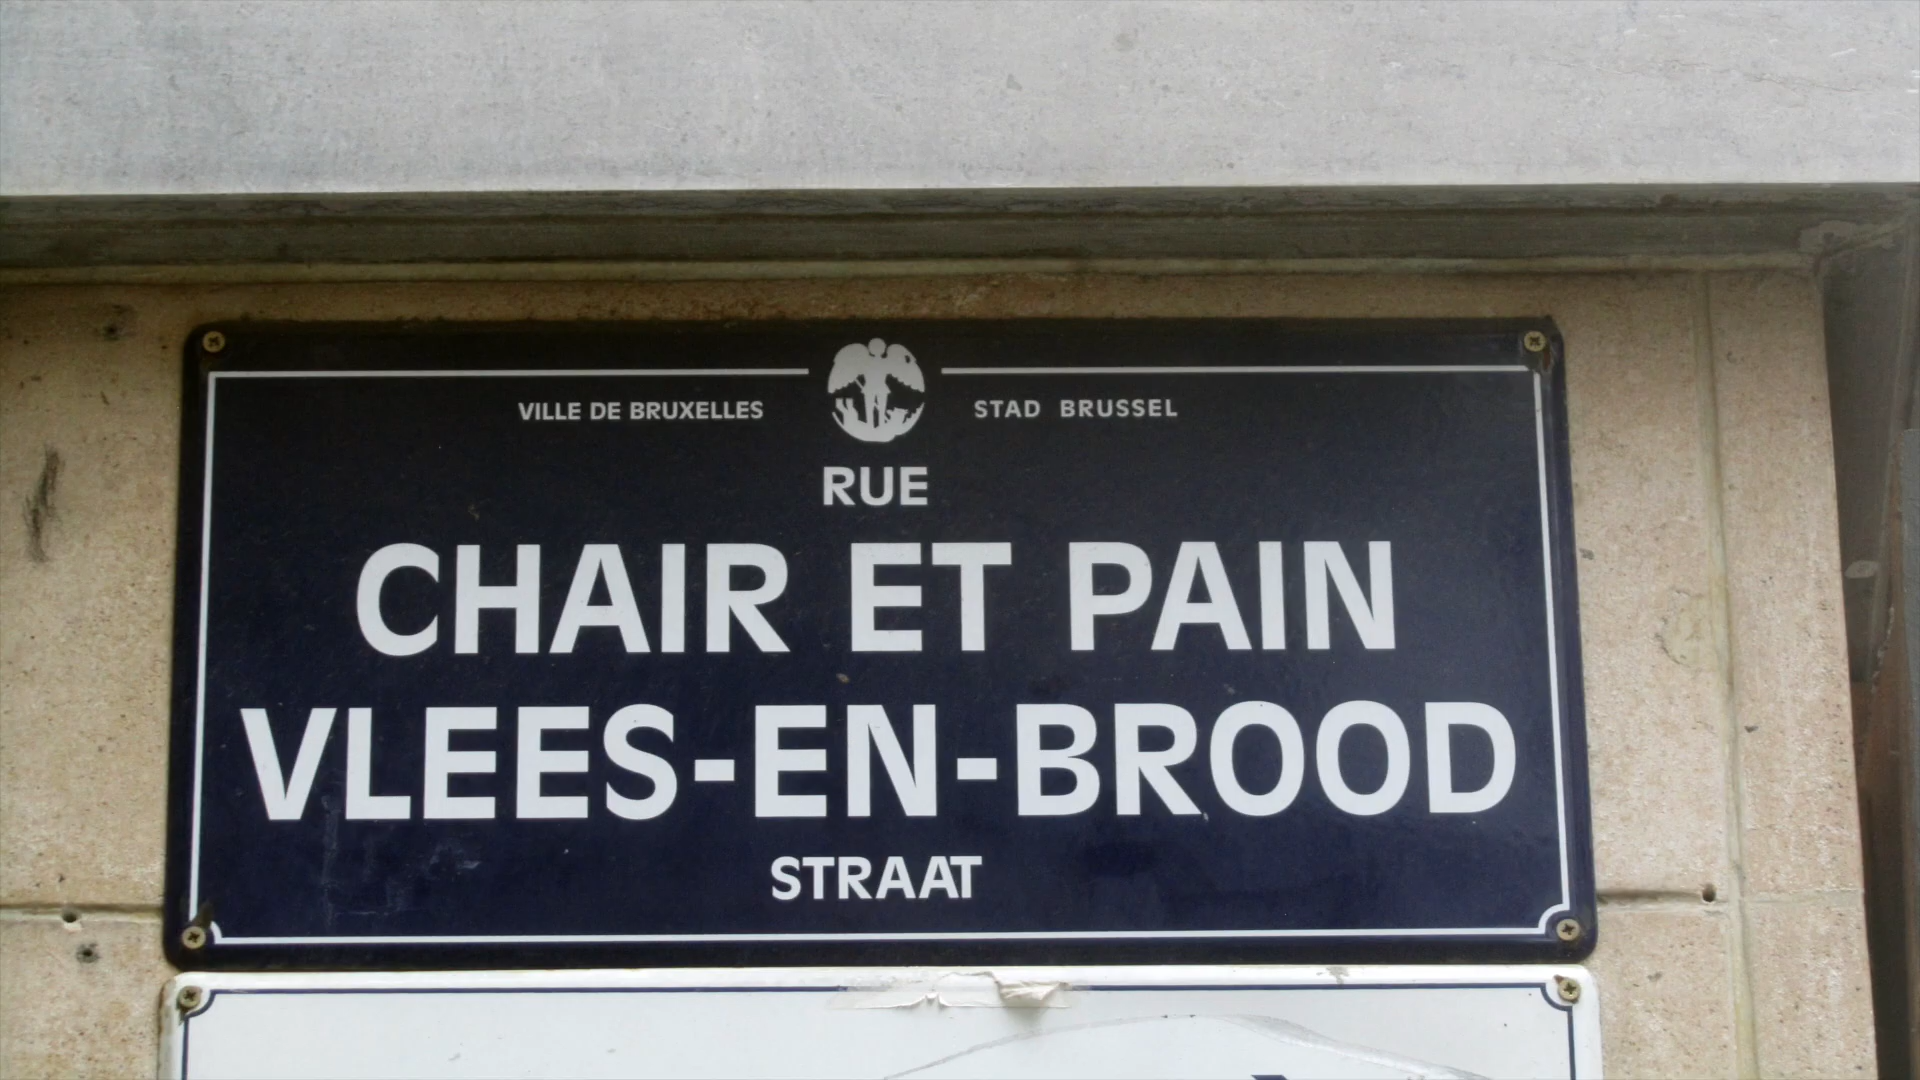 VILLE DE BRUXELLES STAD BRUSSEL
RUE
CHAIR ET PAIN
VLEES-EN-BROOD
STRAAT